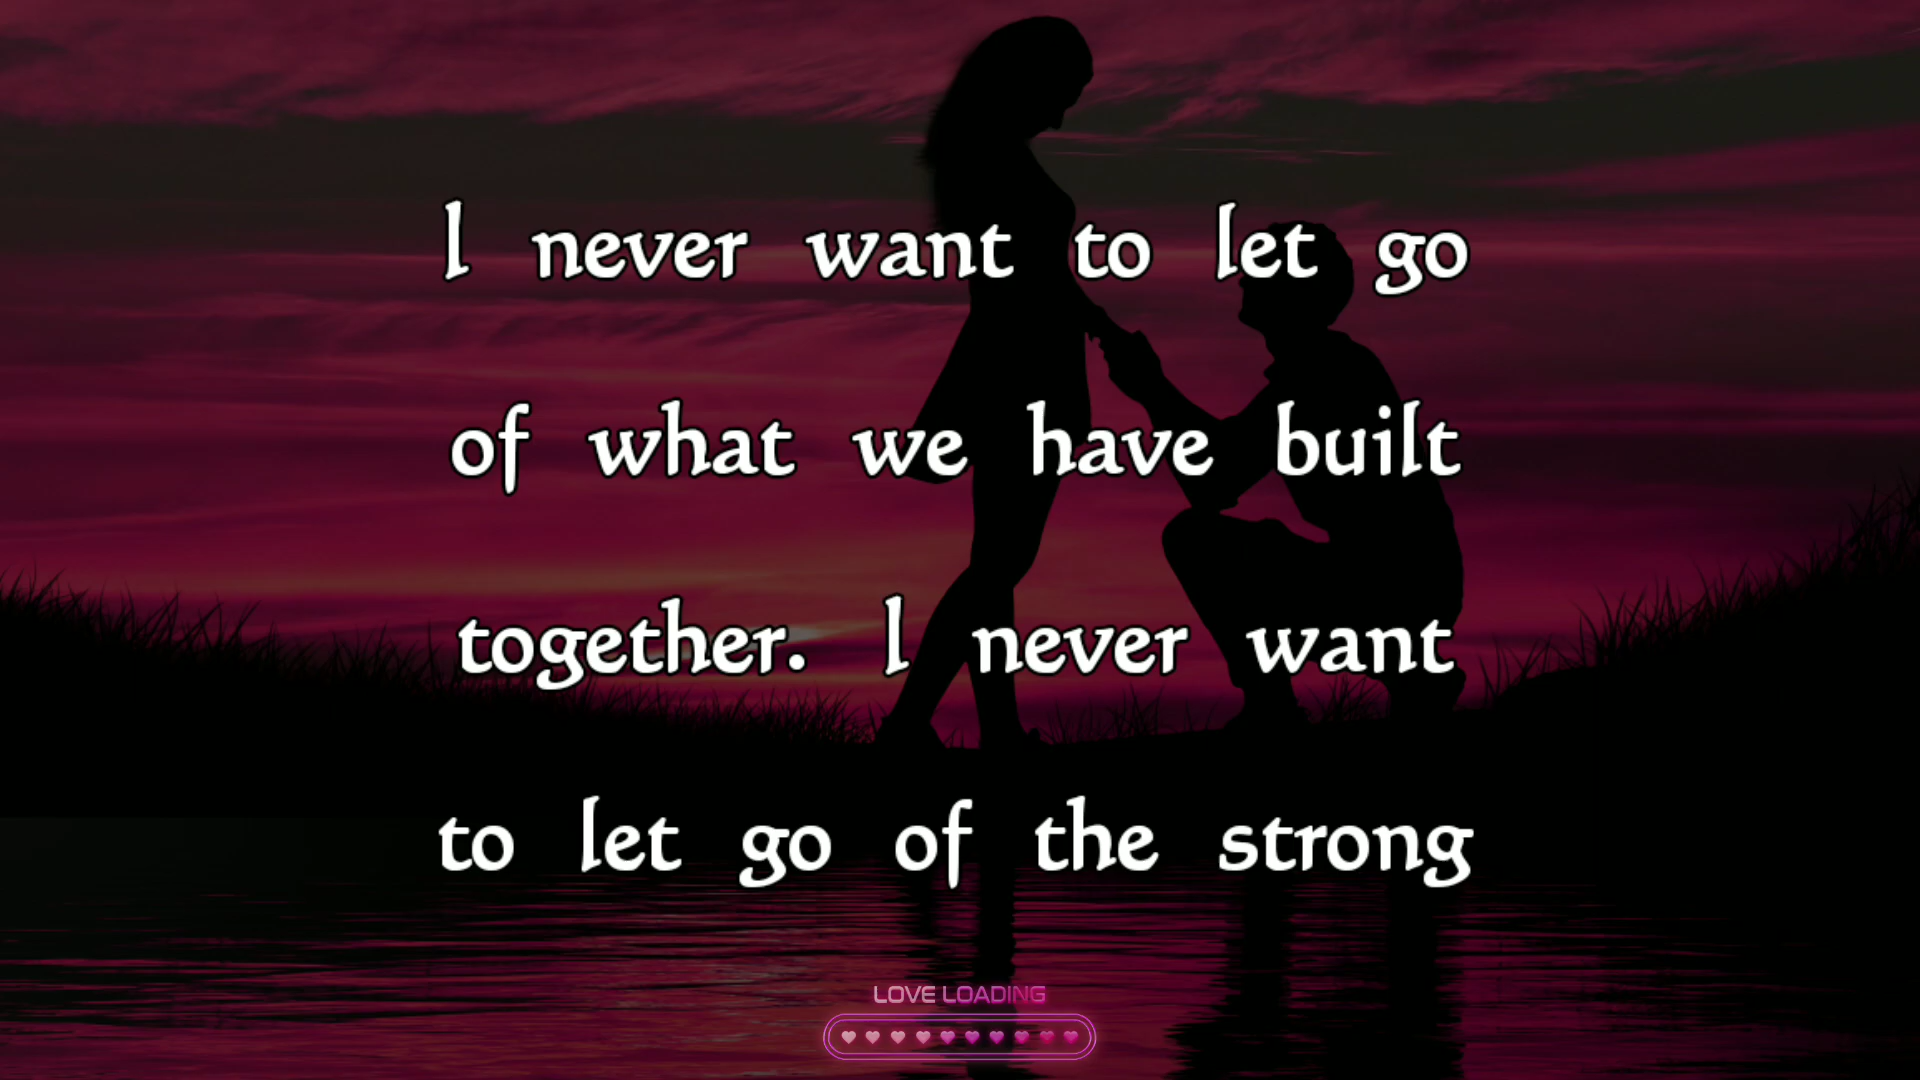 I never want to let go
of what we have built
together. I never want
to let go of the strong
LOVE LOADING